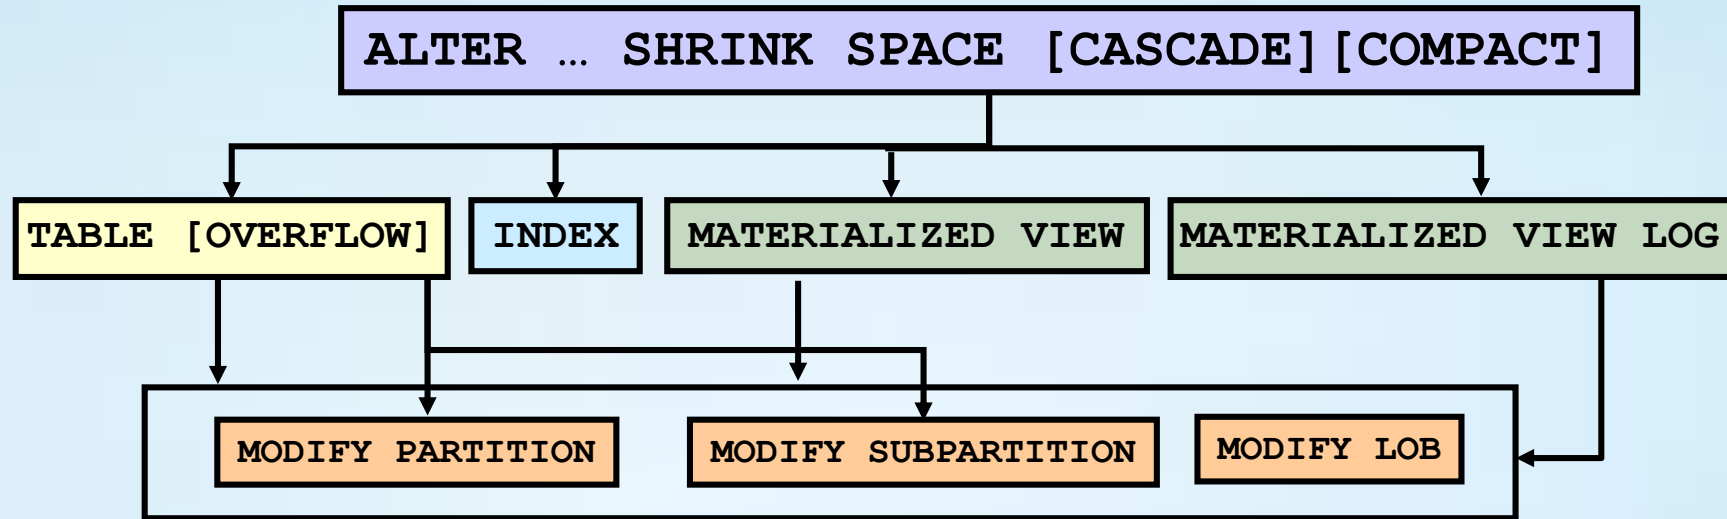 ALTER … SHRINK SPACE [CASCADE][COMPACT]
TABLE [OVERFLOW]
INDEX
MATERIALIZED VIEW
MATERIALIZED VIEW LOG
MODIFY PARTITION
MODIFY SUBPARTITION
MODIFY LOB